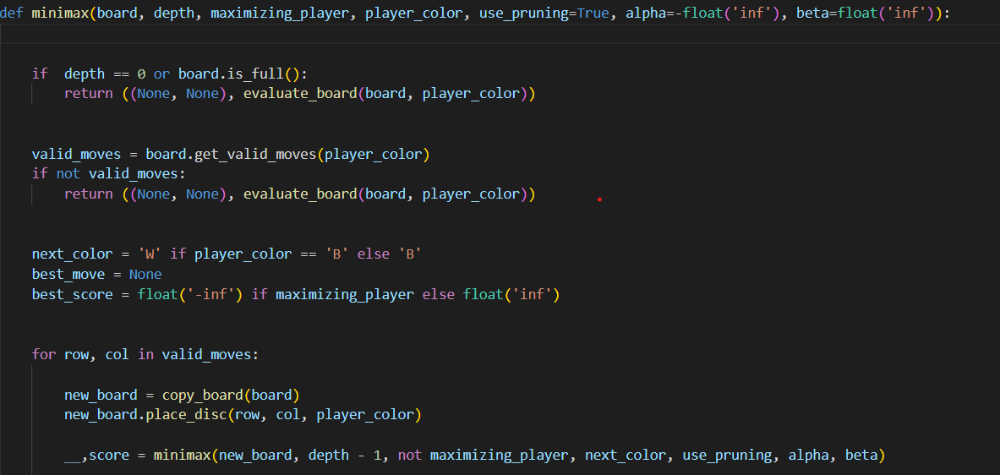 def minimax(board, depth, maximizing_player, player_color, use_pruning=True, alpha=-float('inf'), beta=float('inf')):
if  depth == 0 or board.is_full():
return ((None, None), evaluate_board(board, player_color))
valid_moves = board.get_valid_moves(player_color)
if not valid_moves:
return ((None, None), evaluate_board(board, player_color))
next_color = 'W' if player_color == 'B' else 'B'
best_move = None
best_score = float('-inf') if maximizing_player else float('inf')
for row, col in valid_moves:
new_board = copy_board(board)
new_board.place_disc(row, col, player_color)
__,score = minimax(new_board, depth - 1, not maximizing_player, next_color, use_pruning, alpha, beta)